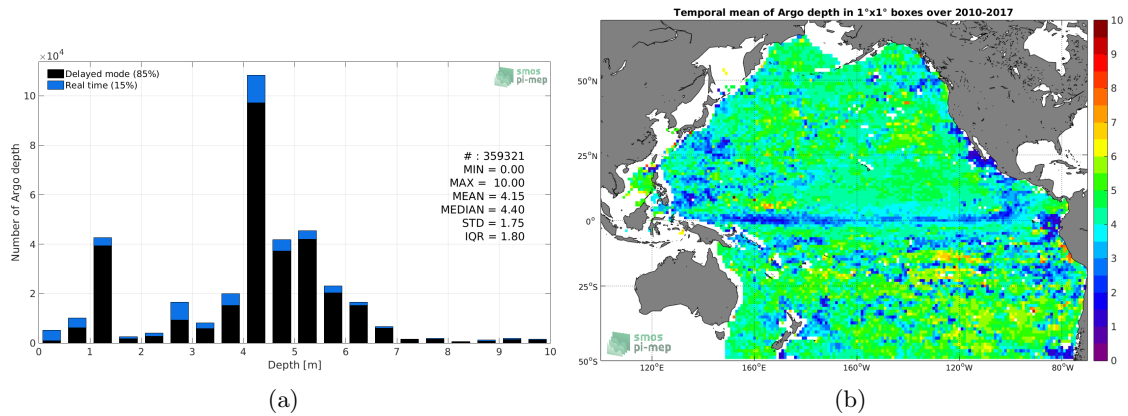 ×10⁴
Delayed mode (85%)
Real time (15%)
smos
pi-mep
10
8
6
4
2
0
Number of Argo depth
# : 359321
MIN = 0.00
MAX = 10.00
MEAN = 4.15
MEDIAN = 4.40
STD = 1.75
IQR = 1.80
0 1 2 3 4 5 6 7 8 9 10
Depth [m]
(a)
Temporal mean of Argo depth in 1°x1° boxes over 2010-2017
50°N
25°N
0°
25°S
50°S
120°E 160°E 160°W 120°W 80°W
smos
pi-mep
10
9
8
7
6
5
4
3
2
1
0
(b)